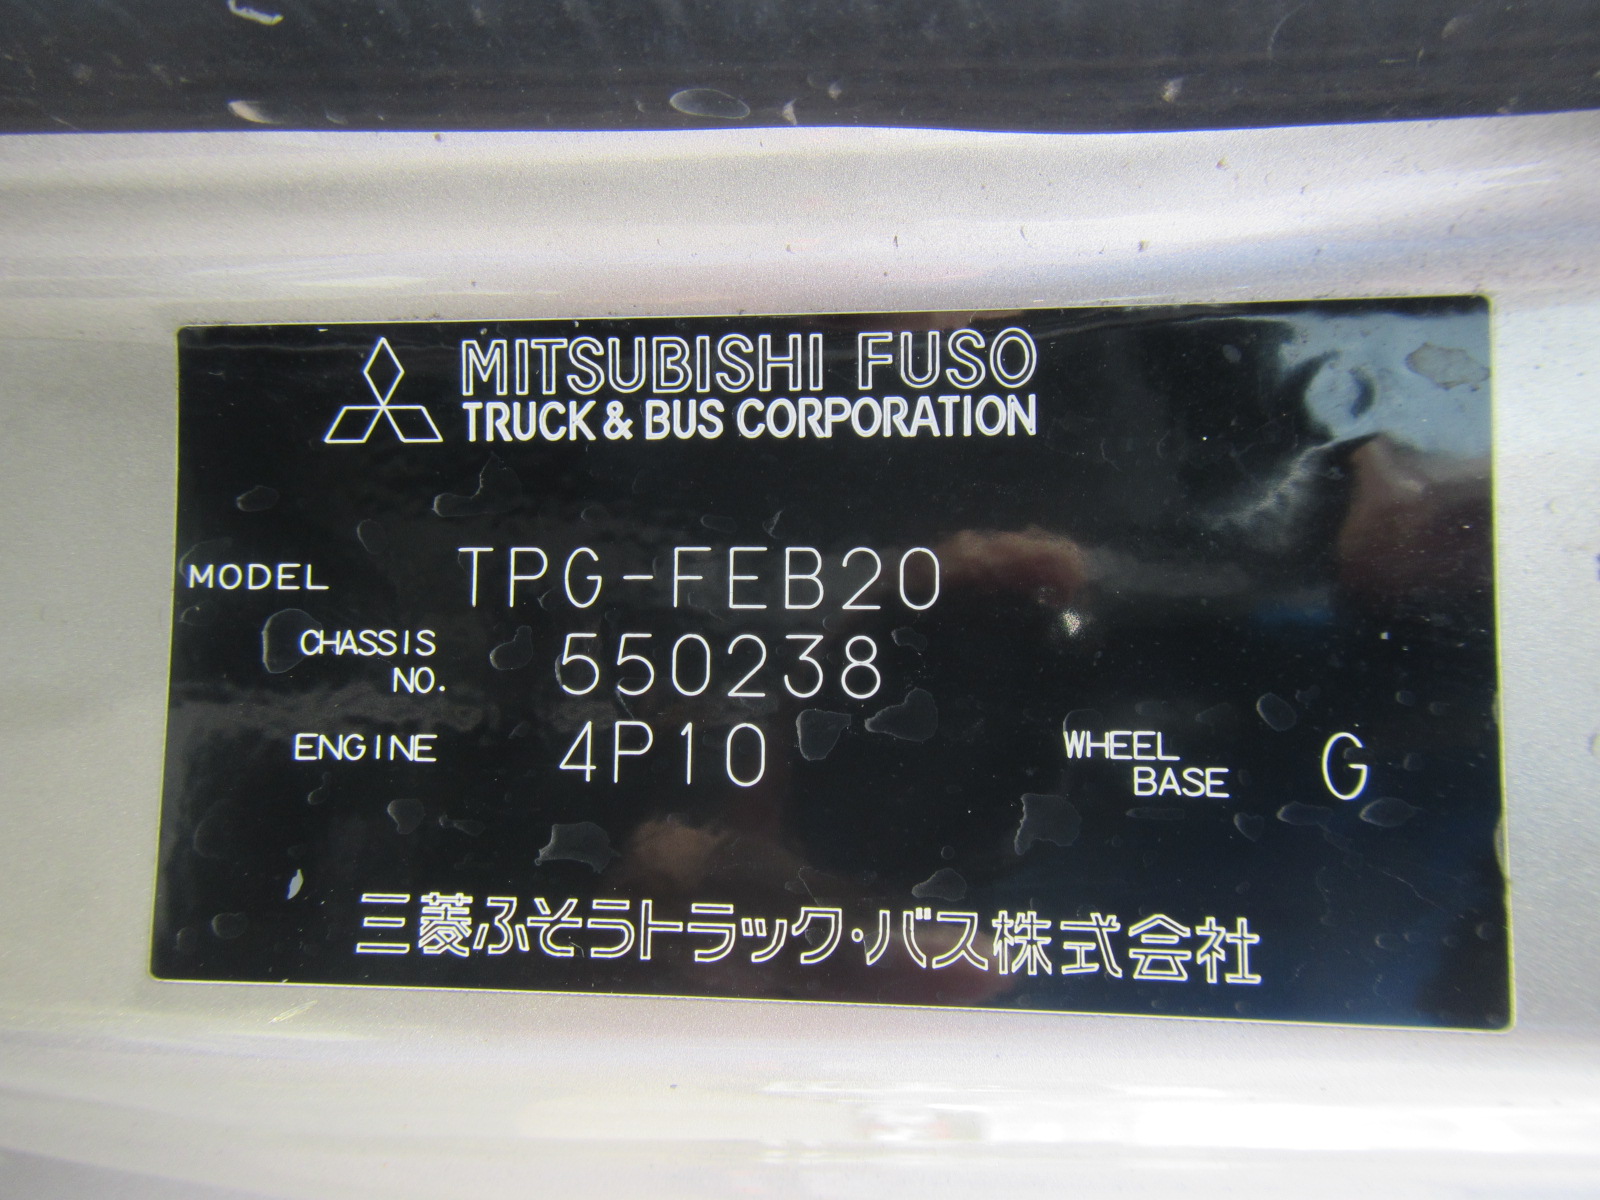 MITSUBISHI FUSO
TRUCK & BUS CORPORATION
MODEL TPG-FEB20
CHASSIS NO. 550238
ENGINE 4P10 WHEEL BASE G
三菱ふそうトラック・バス株式会社